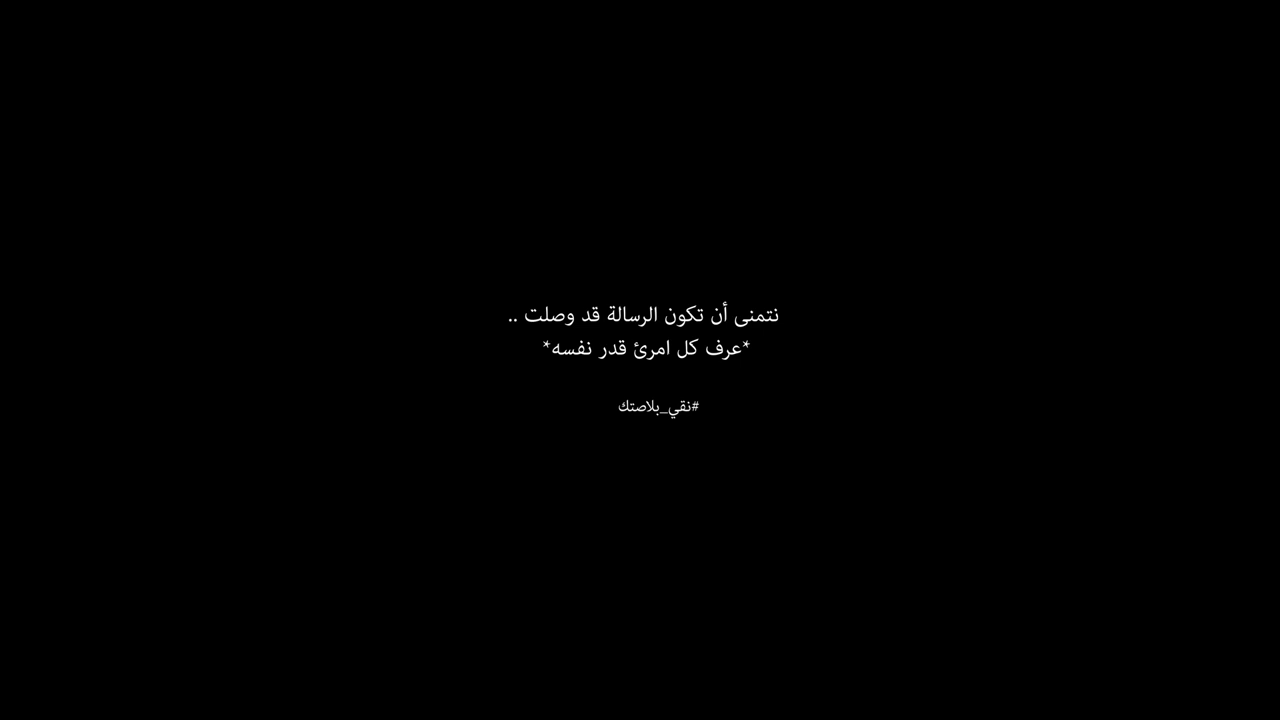 نتمنى أن تكون الرسالة قد وصلت ..
*عرف كل امرئ قدر نفسه*
#نقي_بلاصتك